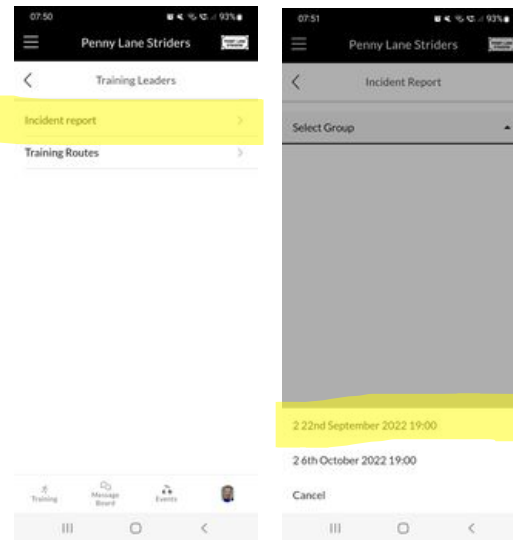 07:50
93%
Penny Lane Striders
Training Leaders
Incident report
Training Routes
Training
Message
Board
Events
07:51
93%
Penny Lane Striders
Incident Report
Select Group
2 22nd September 2022 19:00
2 6th October 2022 19:00
Cancel